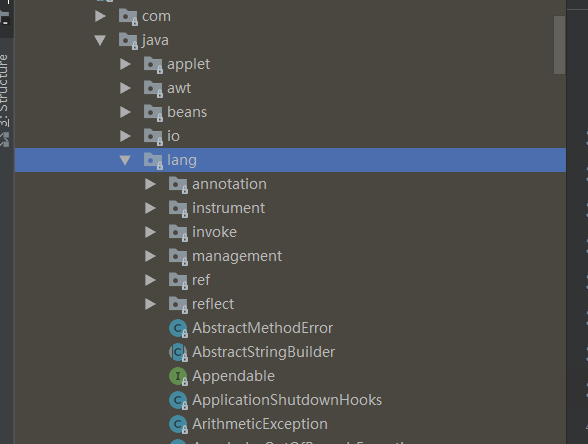 com
java
applet
awt
beans
io
lang
annotation
instrument
invoke
management
ref
reflect
AbstractMethodError
AbstractStringBuilder
Appendable
ApplicationShutdownHooks
ArithmeticException
3: Structure